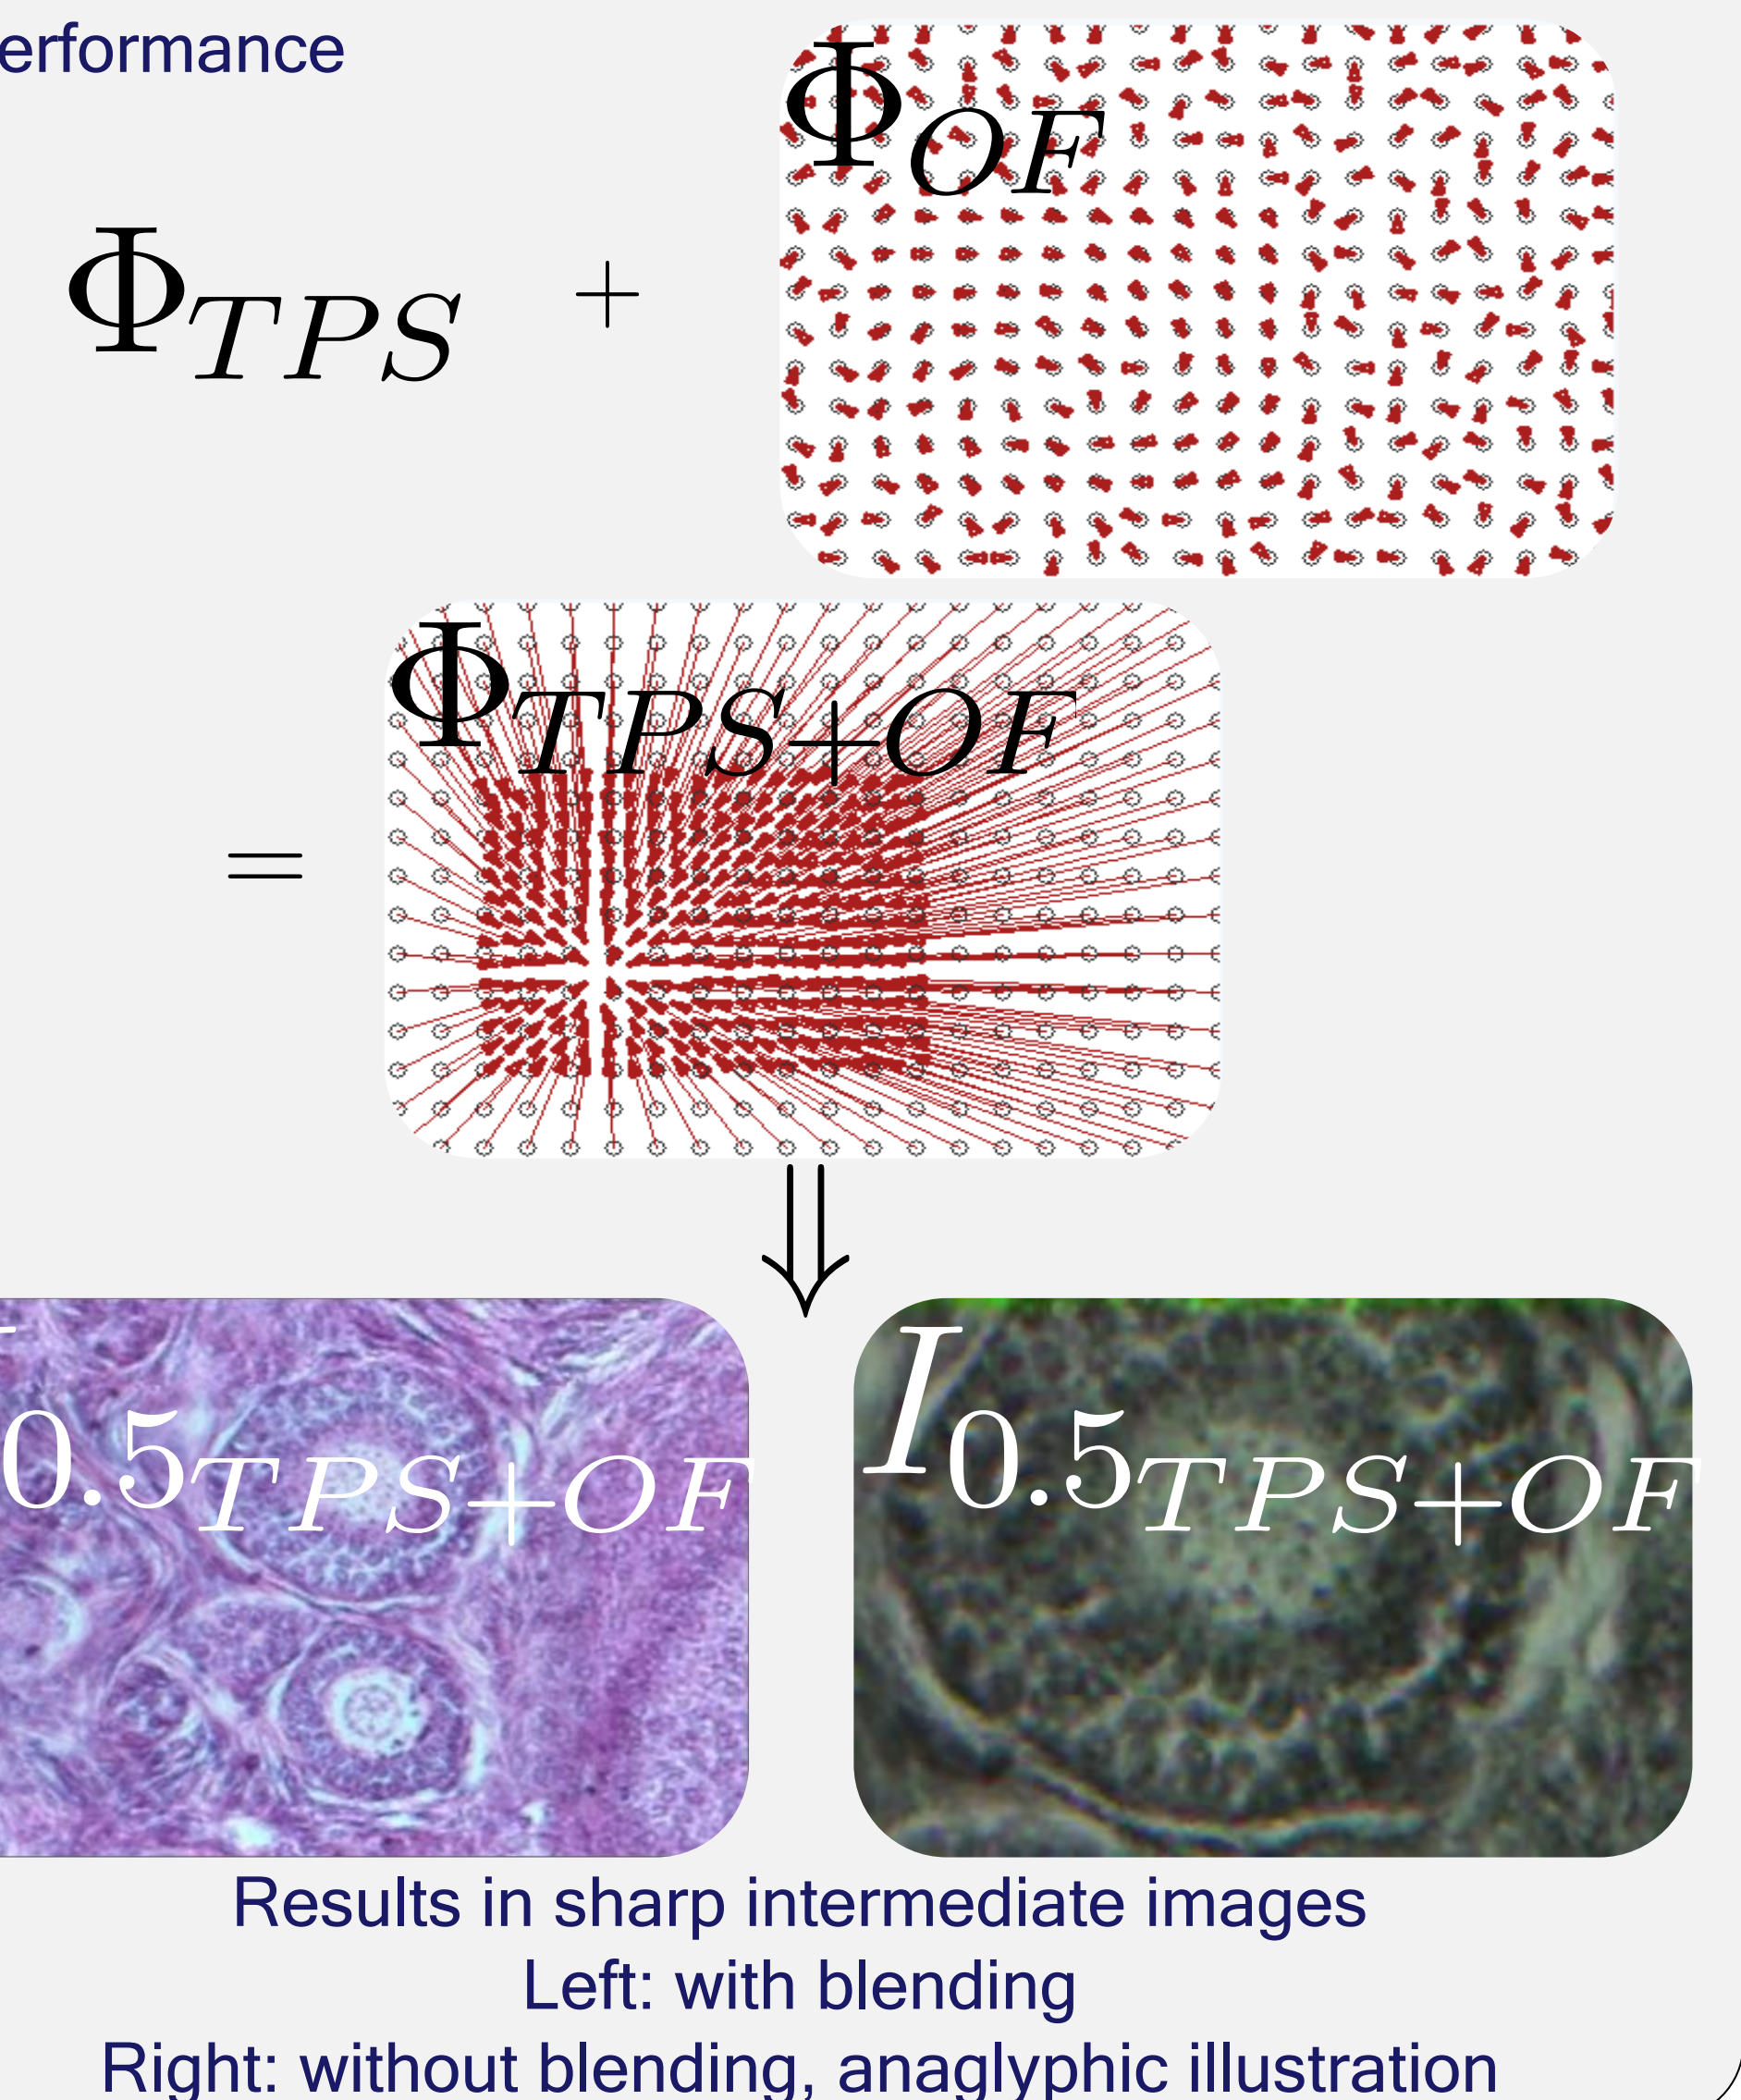 erformance
Φ_OF
Φ_TPS +
Φ_TPS+OF
=
⇓
0.5_TPS+OF
I_0.5_TPS+OF
Results in sharp intermediate images
Left: with blending
Right: without blending, anaglyphic illustration